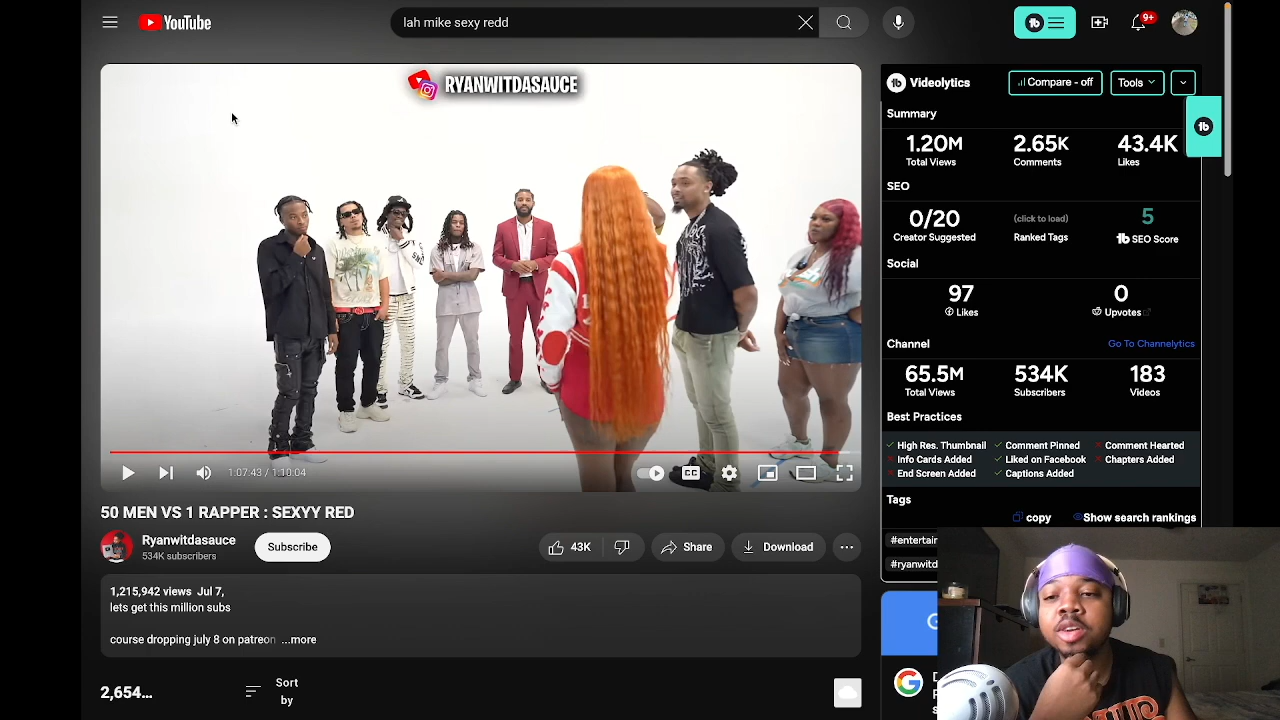 YouTube
lah mike sexy redd
9+
RYANWITDASAUCE
1:07:43 / 1:10:04
CC
50 MEN VS 1 RAPPER : SEXYY RED
Ryanwitdasauce
534K subscribers
Subscribe
43K
Share
Download
1,215,942 views Jul 7,
lets get this million subs
course dropping july 8 on patreon ...more
2,654...
Sort
by
Videolytics
Compare - off
Tools
Summary
1.20M 2.65K 43.4K
Total Views Comments Likes
SEO
0/20 (click to load) 5
Creator Suggested Ranked Tags SEO Score
Social
97 0
Likes Upvotes
Channel Go To Channelytics
65.5M 534K 183
Total Views Subscribers Videos
Best Practices
High Res. Thumbnail Comment Pinned Comment Hearted
Info Cards Added Liked on Facebook Chapters Added
End Screen Added Captions Added
Tags
copy Show search rankings
#entertain
#ryanwitd